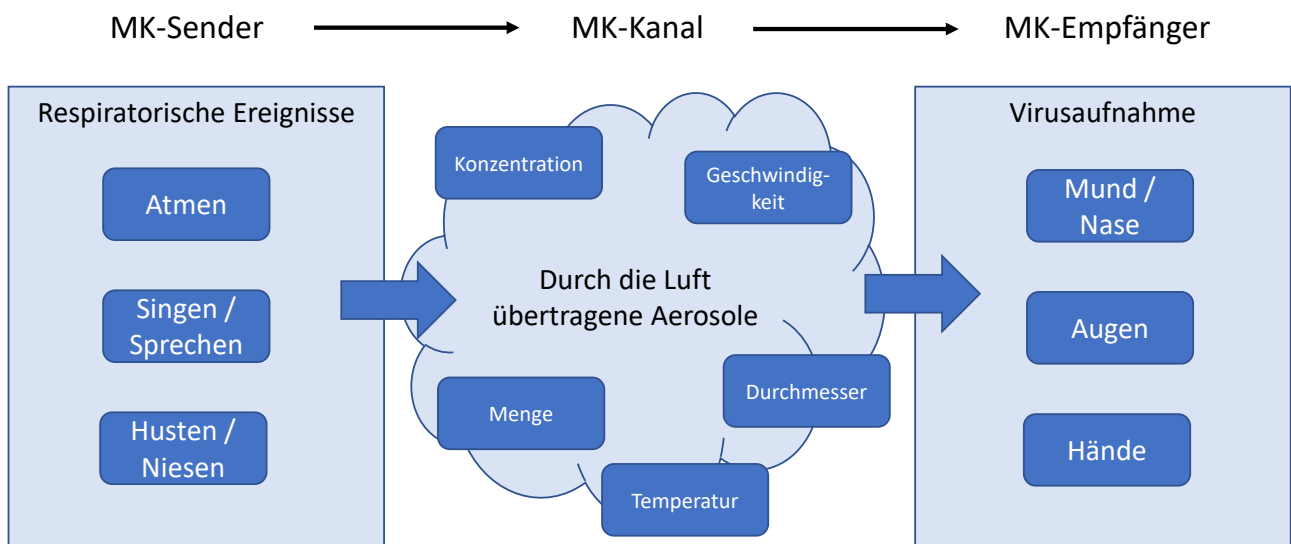 MK-Sender
MK-Kanal
MK-Empfänger
Respiratorische Ereignisse
Atmen
Singen /
Sprechen
Husten /
Niesen
Konzentration
Geschwindig-
keit
Durch die Luft
übertragene Aerosole
Menge
Durchmesser
Temperatur
Virusaufnahme
Mund /
Nase
Augen
Hände